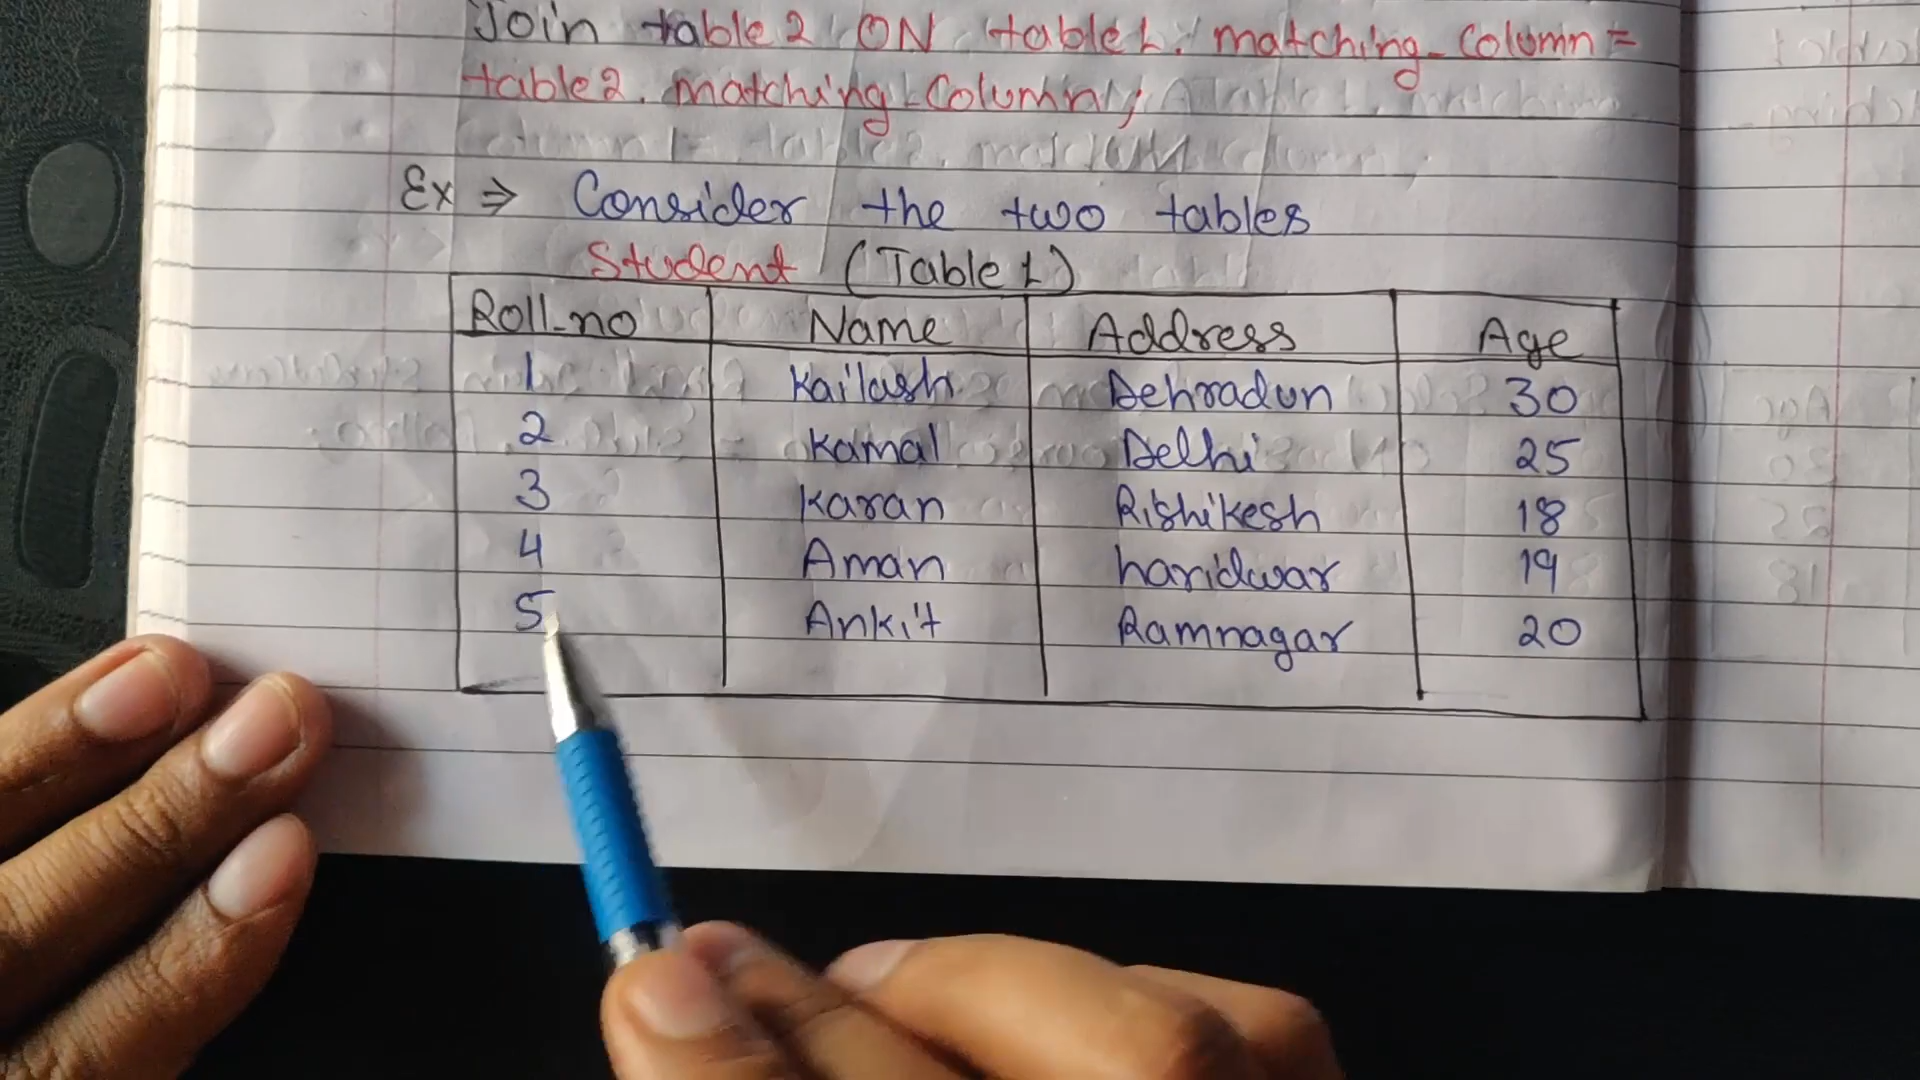 Join table2 ON table1. matching_Column =
table2. matching_Column;
Ex ⇒ Consider the two tables
Student (Table 1)
Roll_no Name Address Age
1 Kailash Dehradun 30
2 Kamal Delhi 25
3 Karan Rishikesh 18
4 Aman haridwar 19
5 Ankit Ramnagar 20